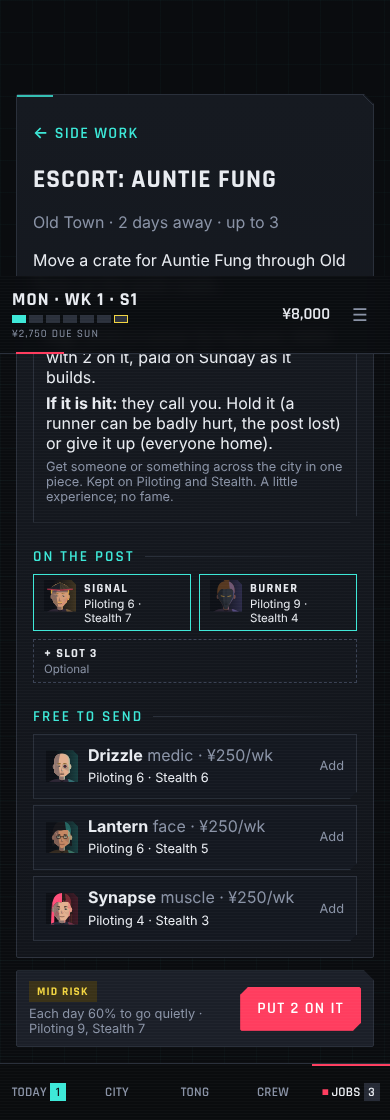 ← SIDE WORK
ESCORT: AUNTIE FUNG
Old Town · 2 days away · up to 3
Move a crate for Auntie Fung through Old
MON · WK 1 · S1
¥8,000
☰
¥2,750 DUE SUN
with 2 on it, paid on Sunday as it
builds.
If it is hit: they call you. Hold it (a
runner can be badly hurt, the post lost)
or give it up (everyone home).
Get someone or something across the city in one
piece. Kept on Piloting and Stealth. A little
experience; no fame.
ON THE POST
SIGNAL
Piloting 6 ·
Stealth 7
BURNER
Piloting 9 ·
Stealth 4
+ SLOT 3
Optional
FREE TO SEND
Drizzle medic · ¥250/wk
Piloting 6 · Stealth 6
Add
Lantern face · ¥250/wk
Piloting 6 · Stealth 5
Add
Synapse muscle · ¥250/wk
Piloting 4 · Stealth 3
Add
MID RISK
Each day 60% to go quietly ·
Piloting 9, Stealth 7
PUT 2 ON IT
TODAY 1
CITY
TONG
CREW
JOBS 3